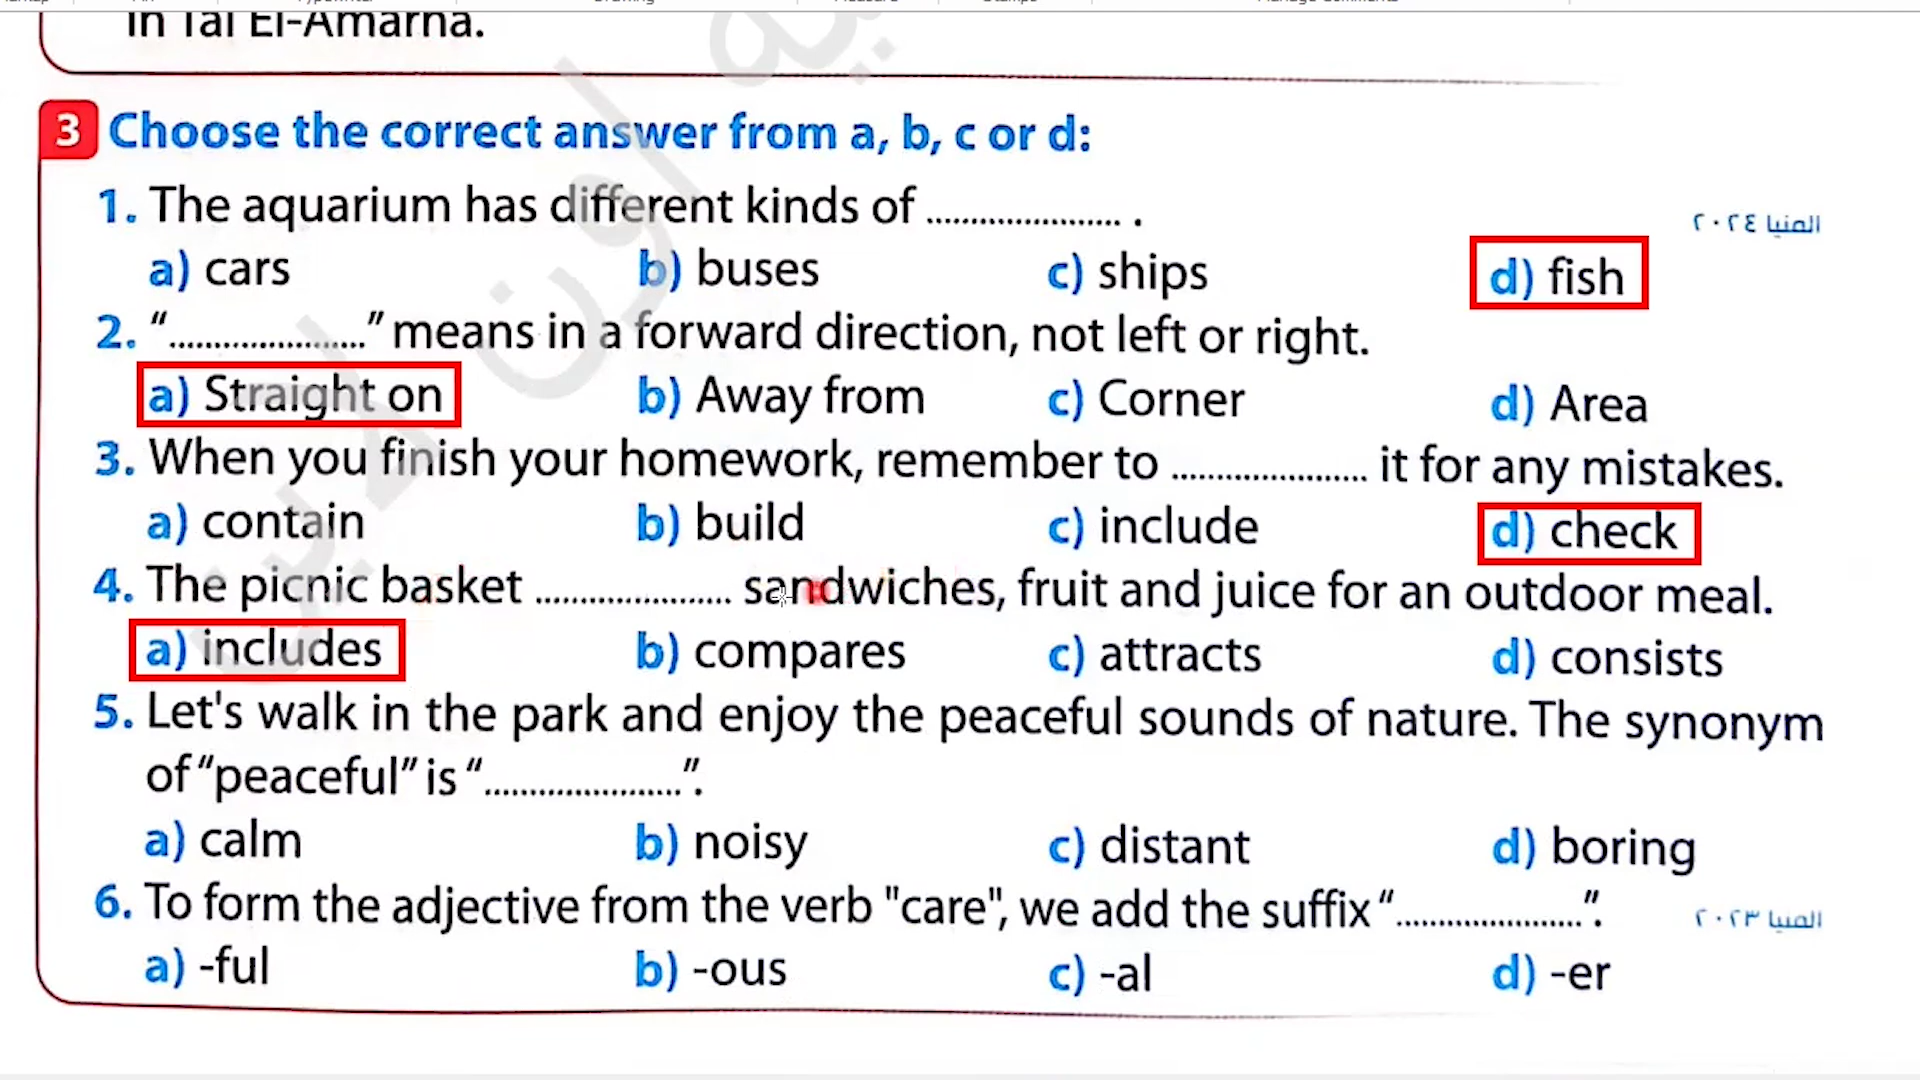 in Tal El-Amarna.
3 Choose the correct answer from a, b, c or d:
1. The aquarium has different kinds of ...................... .
المنيا ٢٠٢٤
a) cars b) buses c) ships d) fish
2. “......................” means in a forward direction, not left or right.
a) Straight on b) Away from c) Corner d) Area
3. When you finish your homework, remember to ...................... it for any mistakes.
a) contain b) build c) include d) check
4. The picnic basket ...................... sandwiches, fruit and juice for an outdoor meal.
a) includes b) compares c) attracts d) consists
5. Let's walk in the park and enjoy the peaceful sounds of nature. The synonym
of “peaceful” is “......................”.
a) calm b) noisy c) distant d) boring
6. To form the adjective from the verb "care", we add the suffix “......................”.
المنيا ٢٠٢٣
a) -ful b) -ous c) -al d) -er